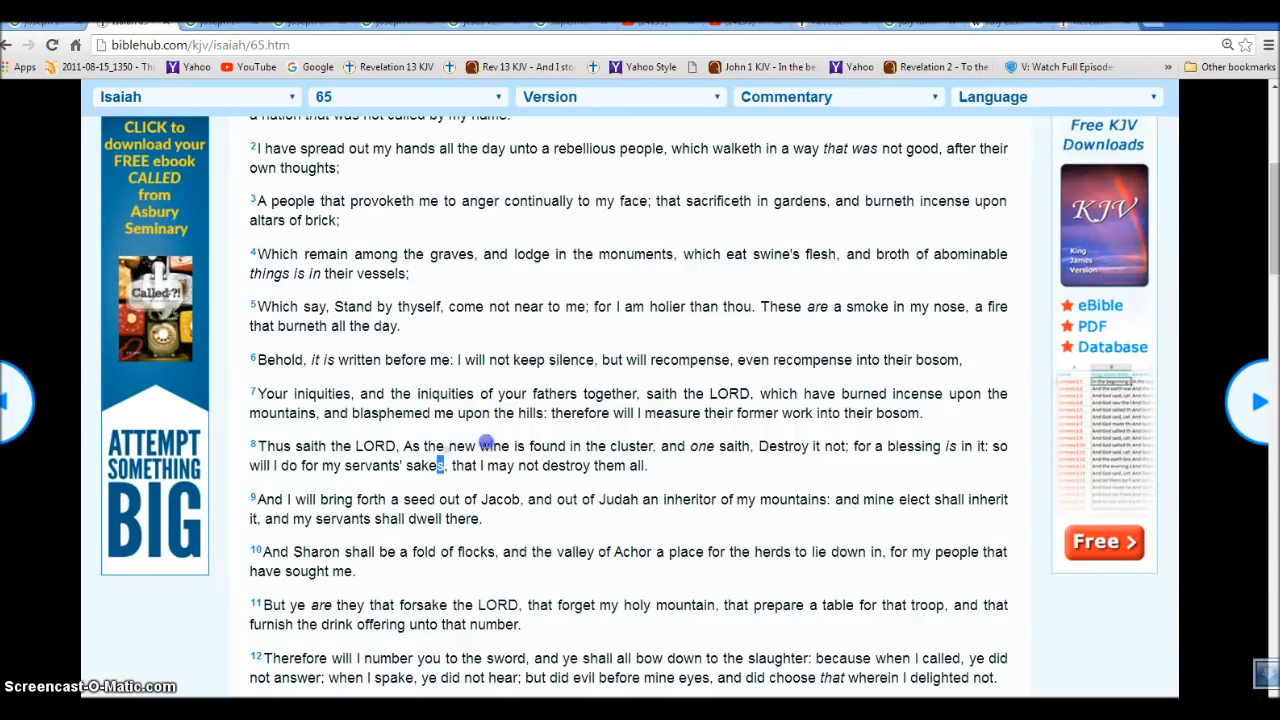 biblehub.com/kjv/isaiah/65.htm
Apps 2011-08-15_1350 - Th Yahoo YouTube Google Revelation 13 KJV Rev 13 KJV - And I sto Yahoo Style John 1 KJV - In the be Yahoo Revelation 2 - To the V: Watch Full Episode » Other bookmarks
Isaiah 65 Version Commentary Language
a nation that was not called by my name.
2I have spread out my hands all the day unto a rebellious people, which walketh in a way that was not good, after their
own thoughts;
3A people that provoketh me to anger continually to my face; that sacrificeth in gardens, and burneth incense upon
altars of brick;
4Which remain among the graves, and lodge in the monuments, which eat swine's flesh, and broth of abominable
things is in their vessels;
5Which say, Stand by thyself, come not near to me; for I am holier than thou. These are a smoke in my nose, a fire
that burneth all the day.
6Behold, it is written before me: I will not keep silence, but will recompense, even recompense into their bosom,
7Your iniquities, and the iniquities of your fathers together, saith the LORD, which have burned incense upon the
mountains, and blasphemed me upon the hills: therefore will I measure their former work into their bosom.
8Thus saith the LORD, As the new wine is found in the cluster, and one saith, Destroy it not; for a blessing is in it: so
will I do for my servants' sakes, that I may not destroy them all.
9And I will bring forth a seed out of Jacob, and out of Judah an inheritor of my mountains: and mine elect shall inherit
it, and my servants shall dwell there.
10And Sharon shall be a fold of flocks, and the valley of Achor a place for the herds to lie down in, for my people that
have sought me.
11But ye are they that forsake the LORD, that forget my holy mountain, that prepare a table for that troop, and that
furnish the drink offering unto that number.
12Therefore will I number you to the sword, and ye shall all bow down to the slaughter: because when I called, ye did
not answer; when I spake, ye did not hear; but did evil before mine eyes, and did choose that wherein I delighted not.
CLICK to
download your
FREE ebook
CALLED
from
Asbury
Seminary
Called?!
ATTEMPT
SOMETHING
BIG
Free KJV
Downloads
KJV
King
James
Version
eBible
PDF
Database
Free >
Screencast-O-Matic.com